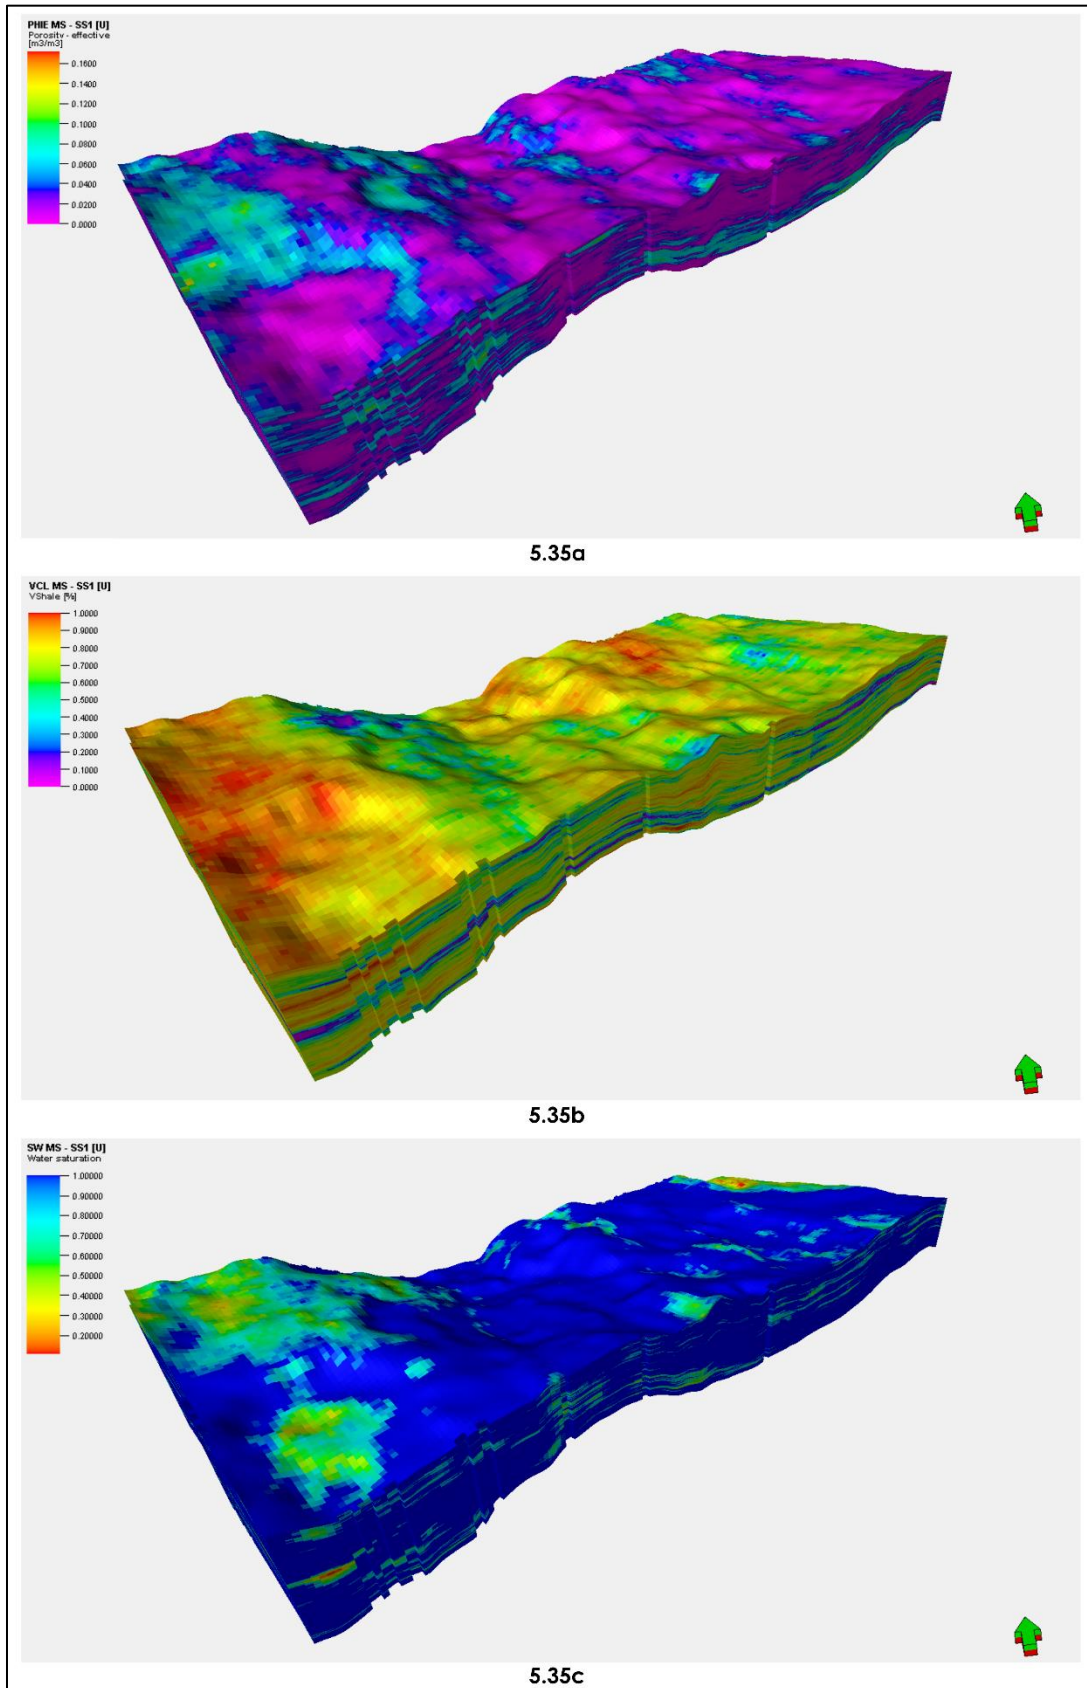 PHIE MS - SS1 [U]
Porosity - effective
[m3/m3]
0.1600
0.1400
0.1200
0.1000
0.0800
0.0600
0.0400
0.0200
0.0000
5.35a
VCL MS - SS1 [U]
VShale [%]
1.0000
0.9000
0.8000
0.7000
0.6000
0.5000
0.4000
0.3000
0.2000
0.1000
0.0000
5.35b
SW MS - SS1 [U]
Water saturation
1.00000
0.90000
0.80000
0.70000
0.60000
0.50000
0.40000
0.30000
0.20000
5.35c